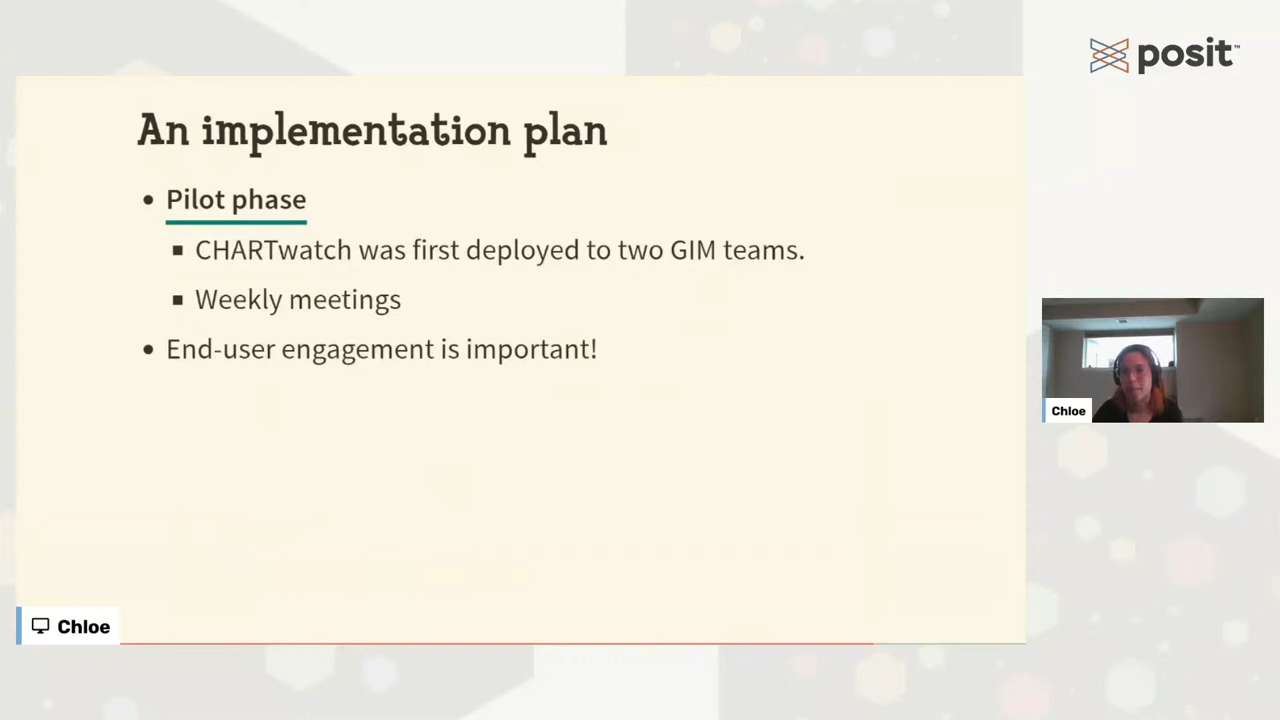 posit™
An implementation plan
• Pilot phase
▪ CHARTwatch was first deployed to two GIM teams.
▪ Weekly meetings
• End-user engagement is important!
Chloe
Chloe